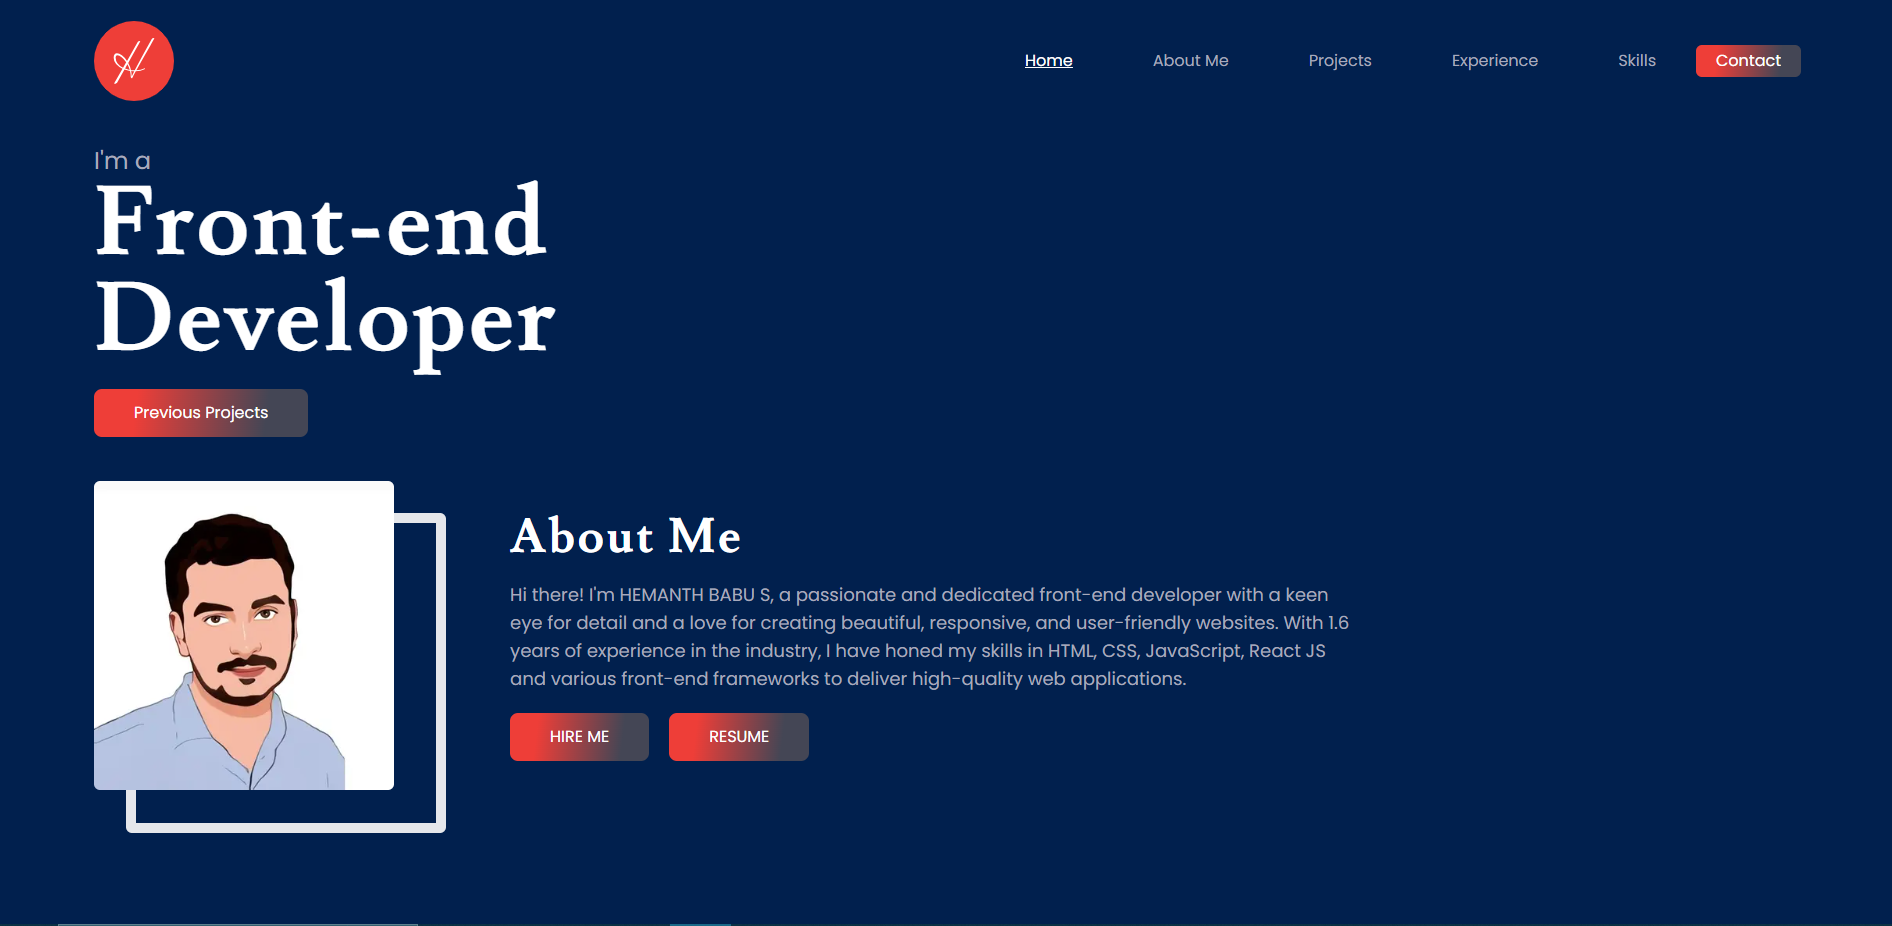 H
Home About Me Projects Experience Skills Contact
I'm a
Front-end
Developer
Previous Projects
About Me
Hi there! I'm HEMANTH BABU S, a passionate and dedicated front-end developer with a keen
eye for detail and a love for creating beautiful, responsive, and user-friendly websites. With 1.6
years of experience in the industry, I have honed my skills in HTML, CSS, JavaScript, React JS
and various front-end frameworks to deliver high-quality web applications.
HIRE ME RESUME